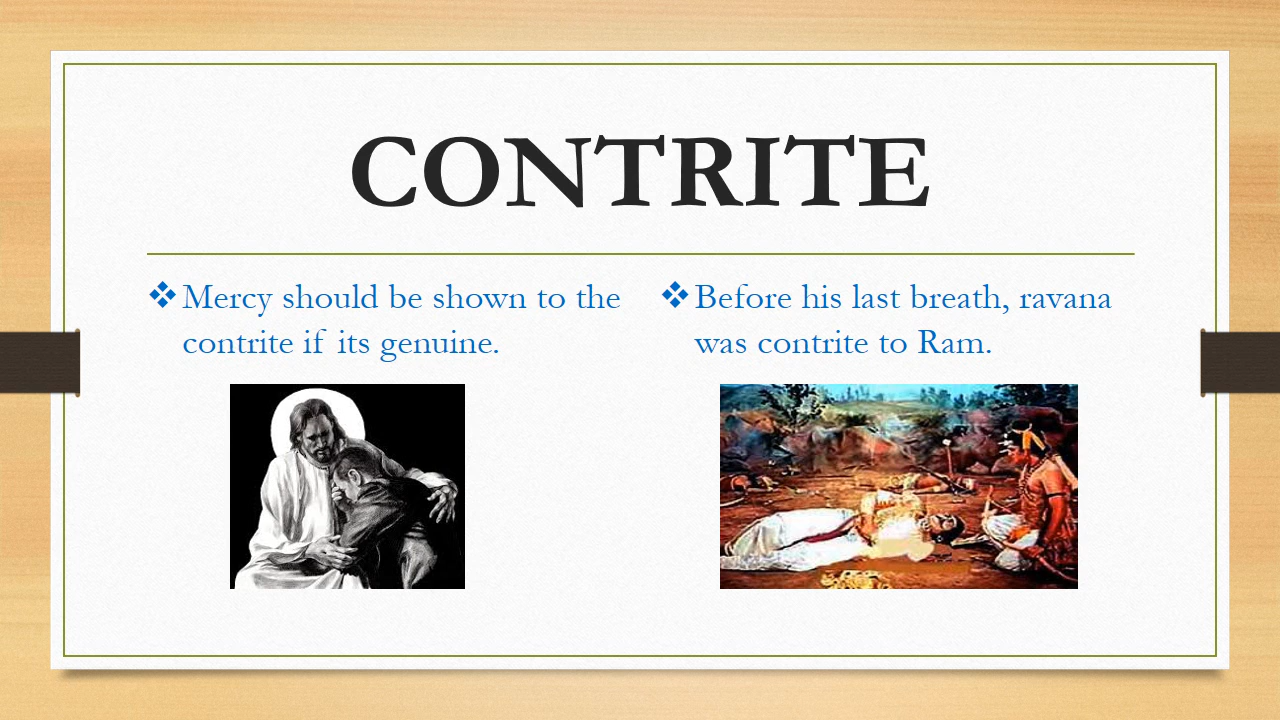 CONTRITE
Mercy should be shown to the
contrite if its genuine.
Before his last breath, ravana
was contrite to Ram.